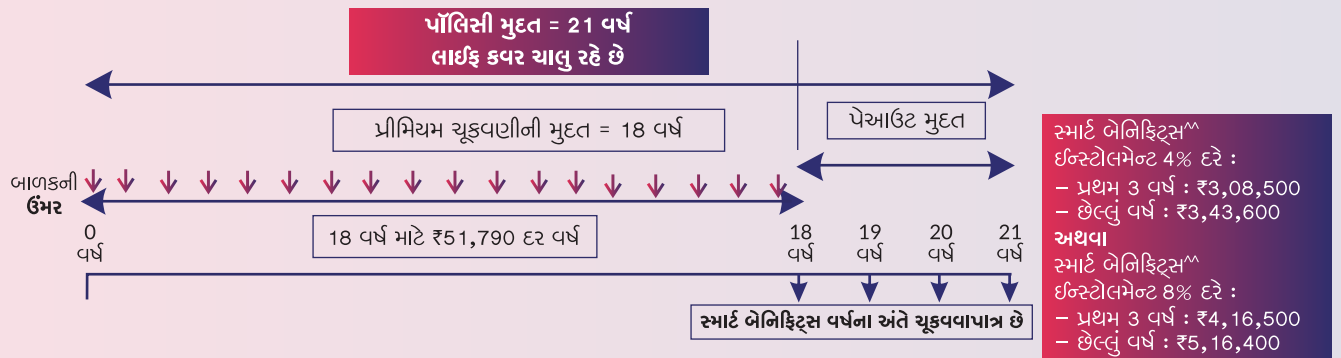 પૉલિસી મુદત = 21 વર્ષ
લાઈફ કવર ચાલુ રહે છે
પ્રીમિયમ ચૂકવણીની મુદત = 18 વર્ષ
પેઆઉટ મુદત
બાળકની
ઉંમર
18 વર્ષ માટે ₹51,790 દર વર્ષ
0
વર્ષ
18
વર્ષ
19
વર્ષ
20
વર્ષ
21
વર્ષ
સ્માર્ટ બેનિફિટ્સ વર્ષના અંતે ચૂકવવાપાત્ર છે
સ્માર્ટ બેનિફિટ્સ^^
ઈન્સ્ટોલમેન્ટ 4% દરે :
– પ્રથમ 3 વર્ષ : ₹3,08,500
– છેલ્લું વર્ષ : ₹3,43,600
અથવા
સ્માર્ટ બેનિફિટ્સ^^
ઈન્સ્ટોલમેન્ટ 8% દરે :
– પ્રથમ 3 વર્ષ : ₹4,16,500
– છેલ્લું વર્ષ : ₹5,16,400